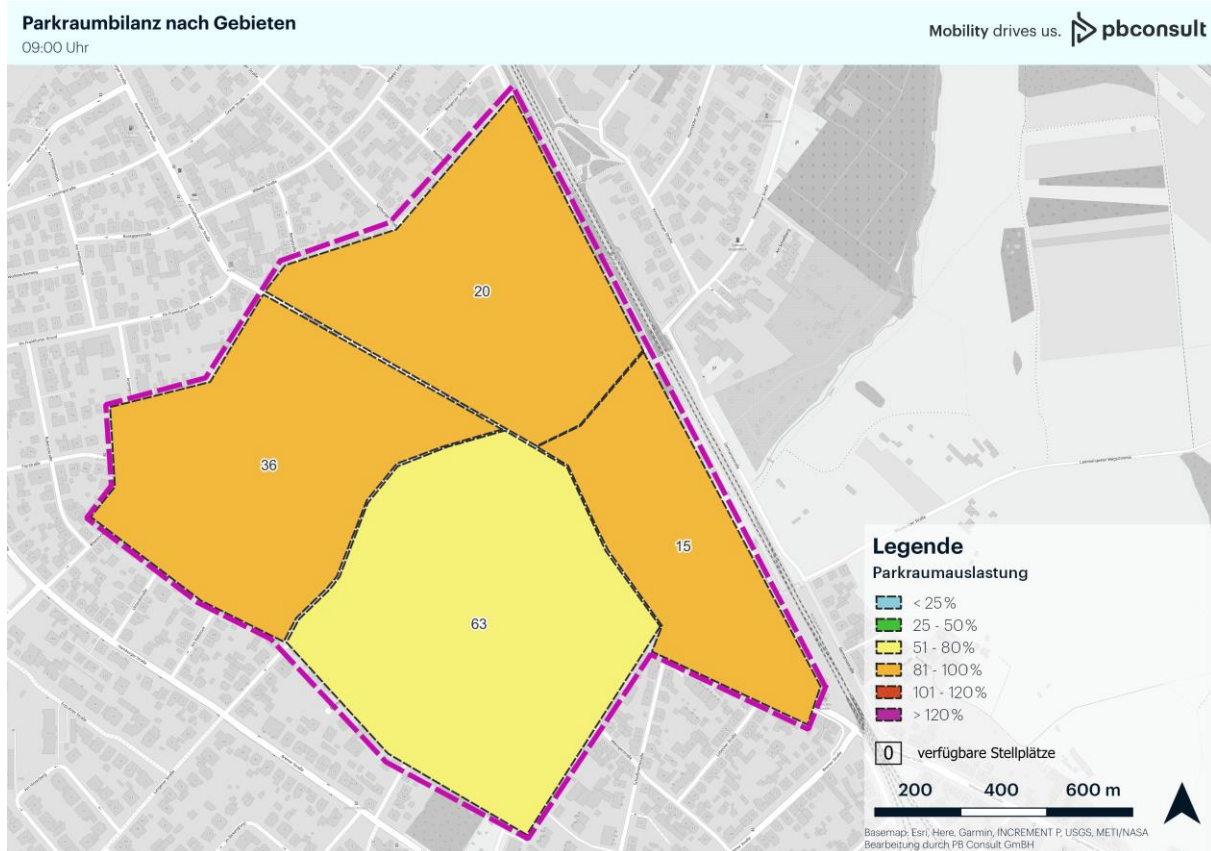 Parkraumbilanz nach Gebieten
09:00 Uhr
Mobility drives us. pbconsult
20
36
15
63
Legende
Parkraumauslastung
< 25%
25 - 50%
51 - 80%
81 - 100%
101 - 120%
> 120%
0 verfügbare Stellplätze
200 400 600 m
Basemap: Esri, Here, Garmin, INCREMENT P, USGS, METI/NASA
Bearbeitung durch PB Consult GmBH